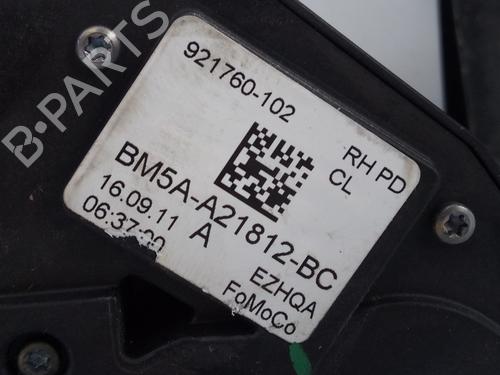 B-PARTS
921760-102
RH PD
CL
BM5A-A21812-BC
16.09.11 A
EZHQA
FoMoCo